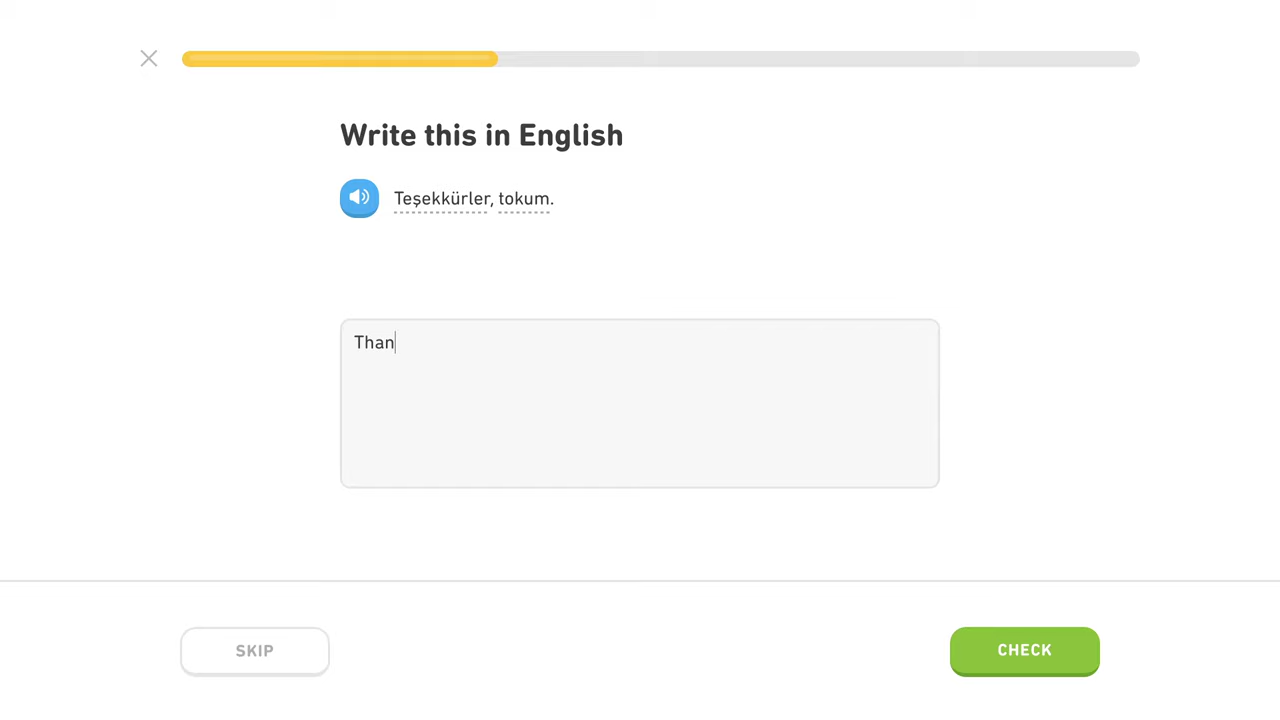 Write this in English
Teşekkürler, tokum.
Than
SKIP
CHECK